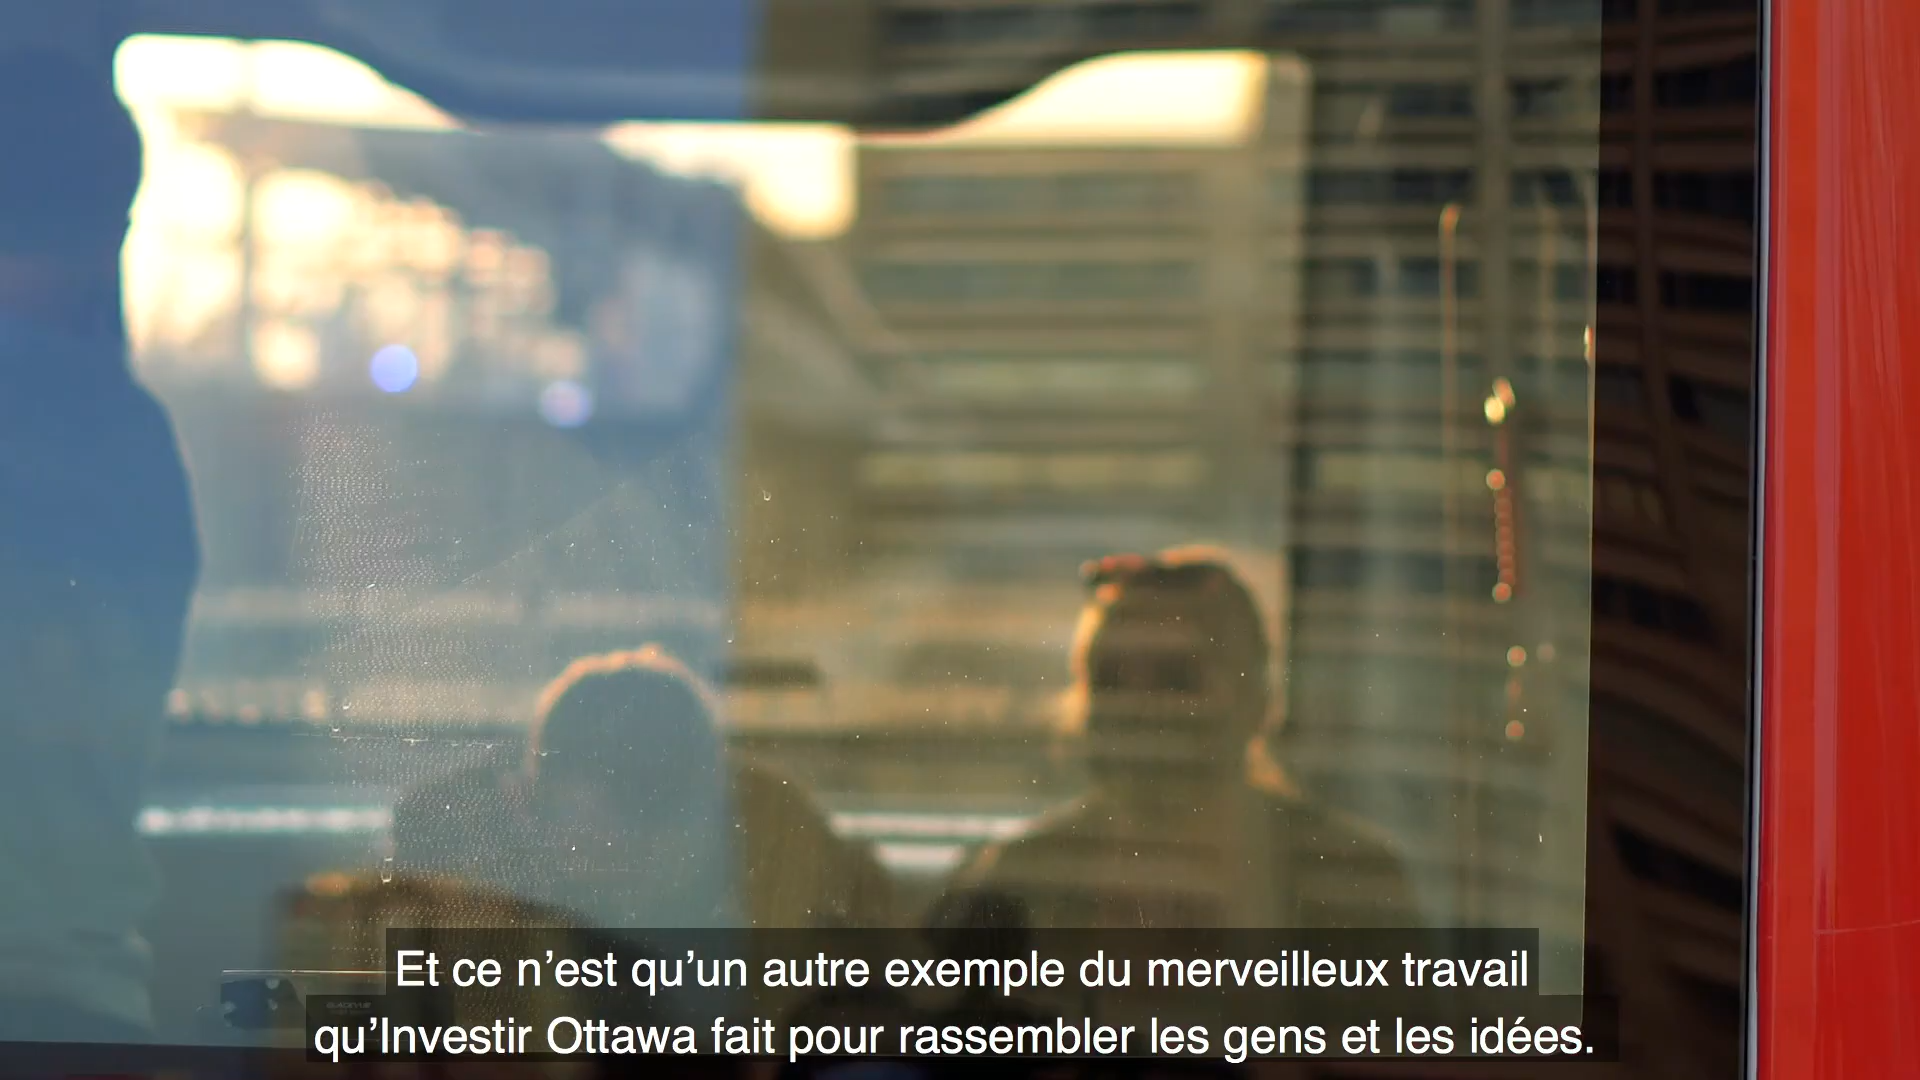 Et ce n’est qu’un autre exemple du merveilleux travail
qu’Investir Ottawa fait pour rassembler les gens et les idées.